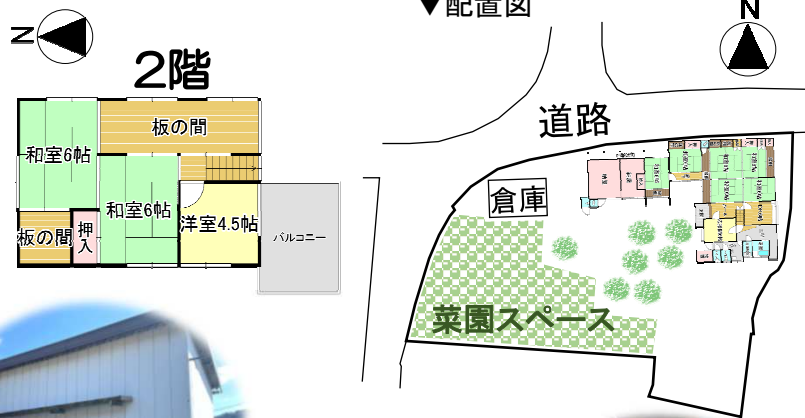 ▼配置図
N
N
2階
板の間
和室6帖
和室6帖
洋室4.5帖
板の間
押入
バルコニー
道路
倉庫
菜園スペース